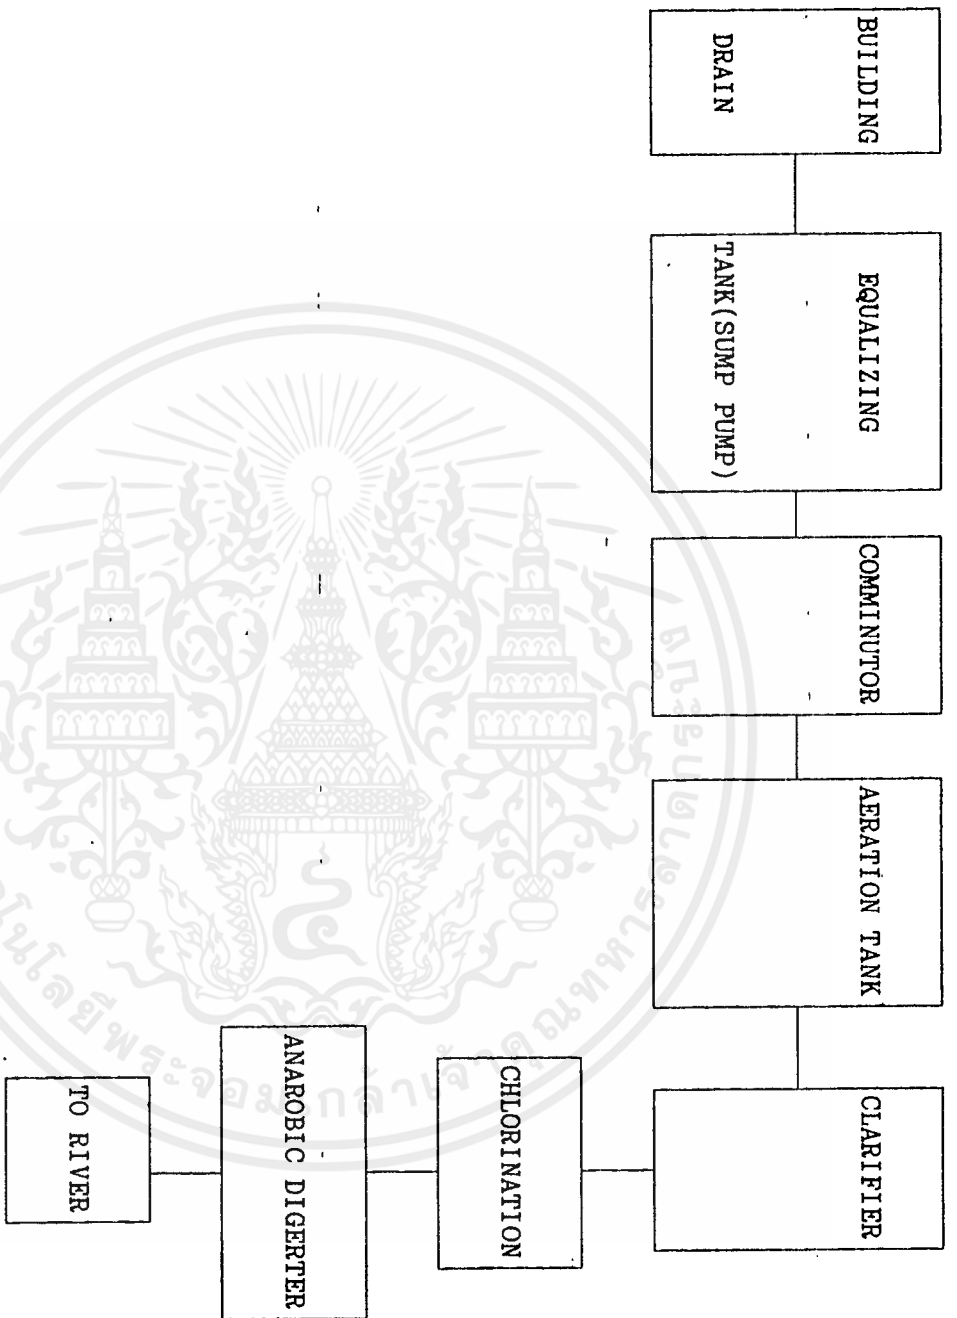 BUILDING
DRAIN
EQUALIZING
TANK(SUMP PUMP)
COMMINUTOR
AERATION TANK
CLARIFIER
CHLORINATION
ANAROBIC DIGERTER
TO RIVER